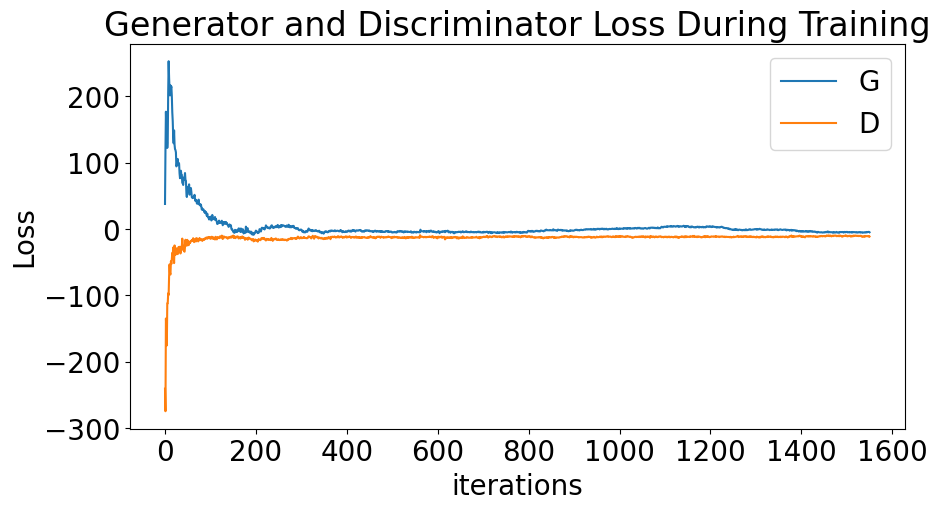 Generator and Discriminator Loss During Training
G
D
Loss
200
100
0
−100
−200
−300
0 200 400 600 800 1000 1200 1400 1600
iterations